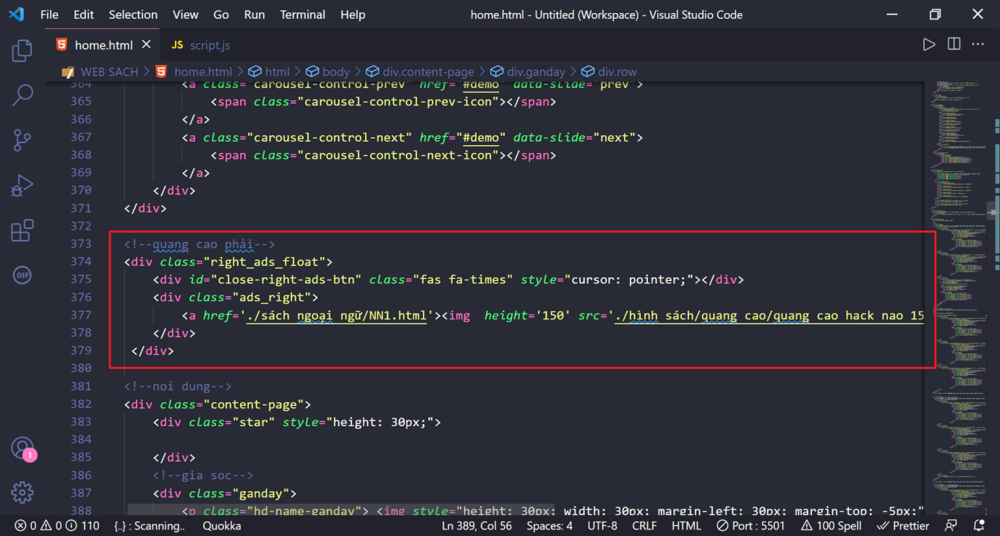 File Edit Selection View Go Run Terminal Help home.html - Untitled (Workspace) - Visual Studio Code
home.html JS script.js
WEB SACH > home.html > html > body > div.content-page > div.ganday > div.row
364 <a class="carousel-control-prev" href="#demo" data-slide="prev">
365 <span class="carousel-control-prev-icon"></span>
366 </a>
367 <a class="carousel-control-next" href="#demo" data-slide="next">
368 <span class="carousel-control-next-icon"></span>
369 </a>
370 </div>
371 </div>
372
373 <!--quang cao phải-->
374 <div class="right_ads_float">
375 <div id="close-right-ads-btn" class="fas fa-times" style="cursor: pointer;"></div>
376 <div class="ads_right">
377 <a href='./sách ngoại ngữ/NN1.html'><img height='150' src='./hình sách/quang cao/quang cao hack nao 15
378 </div>
379 </div>
380
381 <!--noi dung-->
382 <div class="content-page">
383 <div class="star" style="height: 30px;">
384
385 </div>
386 <!--gia soc-->
387 <div class="ganday">
388 <p class="hd-name-ganday"> <img style="height: 30px; width: 30px; margin-left: 30px; margin-top: -5px;"
GIF
1
0 0 110 {..} : Scanning.. Quokka Ln 389, Col 56 Spaces: 4 UTF-8 CRLF HTML Port : 5501 100 Spell Prettier